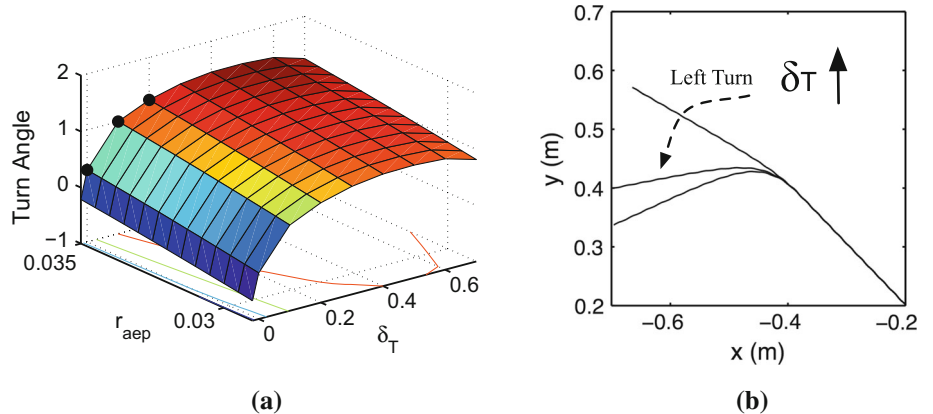 Turn Angle
2
1
0
−1
0.035
0.03
r_aep
0
0.2
0.4
0.6
δ_T
(a)
y (m)
0.7
0.6
0.5
0.4
0.3
0.2
Left Turn
δT
−0.6
−0.4
−0.2
x (m)
(b)